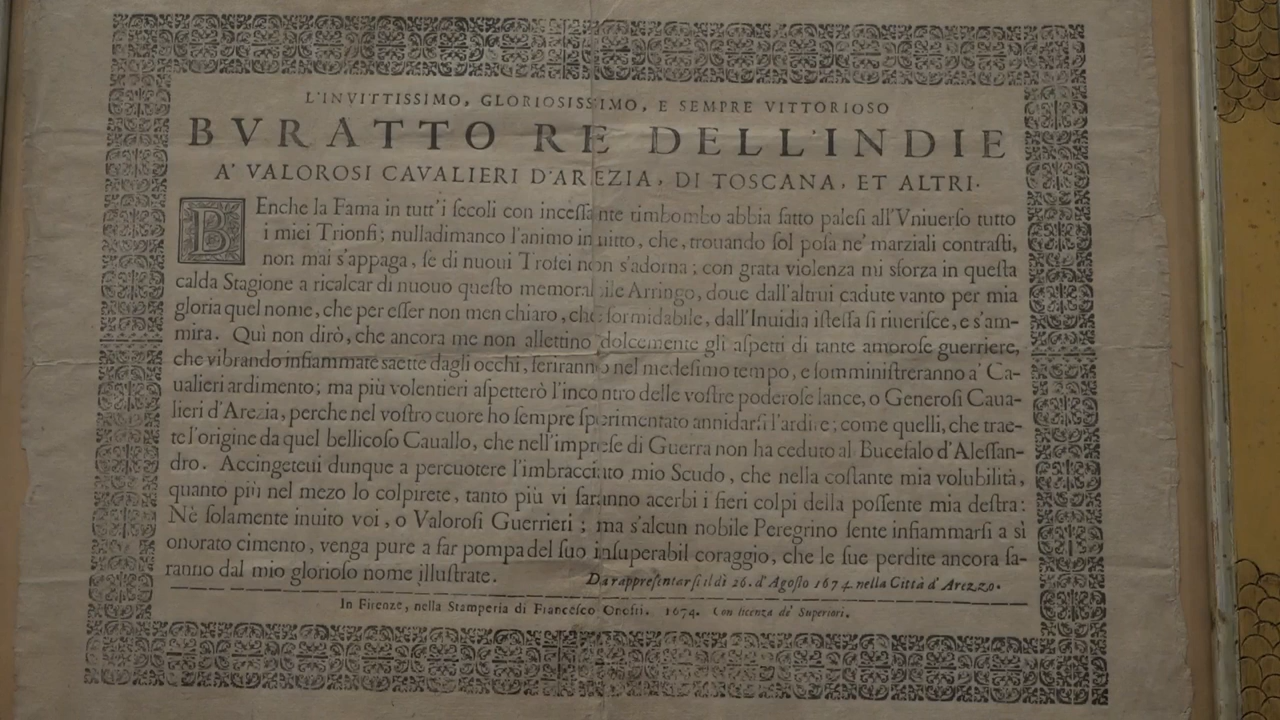 L'INVITTISSIMO, GLORIOSISSIMO, E SEMPRE VITTORIOSO
BVRATTO RE DELL'INDIE
A' VALOROSI CAVALIERI D'AREZIA, DI TOSCANA, ET ALTRI.
BEnche la Fama in tutt'i ſecoli con inceſſante rimbombo abbia fatto paleſi all'Vniuerſo tutto
i miei Trionfi; nulladimanco l'animo inuitto, che, trouando ſol poſa ne' marziali contraſti,
non mai s'appaga, ſe di nuoui Trofei non s'adorna; con grata violenza mi sforza in queſta
calda Stagione a ricalcar di nuouo queſto memorabile Arringo, doue dall'altrui cadute vanto per mia
gloria quel nome, che per eſſer non men chiaro, che formidabile, dall'Inuidia iſteſſa ſi riueriſce, e s'am-
mira. Quì non dirò, che ancora me non allettino dolcemente gli aſpetti di tante amoroſe guerriere,
che vibrando infiammate saette dagli occhi, feriranno nel medeſimo tempo, e ſomminiſtreranno a' Ca-
ualieri ardimento; ma più volentieri aſpetterò l'incontro delle voſtre poderoſe lance, o Generoſi Caua-
lieri d'Arezia, perche nel voſtro cuore ho ſempre ſperimentato annidarſi l'ardire; come quelli, che trae-
te l'origine da quel bellicoſo Cauallo, che nell'impreſe di Guerra non ha ceduto al Bucefalo d'Aleſſan-
dro. Accingeteui dunque a percuotere l'imbracciato mio Scudo, che nella coſtante mia volubilità,
quanto più nel mezo lo colpirete, tanto più vi faranno acerbi i fieri colpi della poſſente mia deſtra:
Nè ſolamente inuito voi, o Valoroſi Guerrieri; ma s'alcun nobile Peregrino ſente infiammarſi a sì
onorato cimento, venga pure a far pompa del ſuo inſuperabil coraggio, che le ſue perdite ancora ſa-
ranno dal mio glorioſo nome illuſtrate. Da rappreſentarſi il dì 26. d'Agoſto 1674 nella Città d'Arezzo.
In Firenze, nella Stamperia di Franceſco Onofri. 1674. Con licenza de' Superiori.